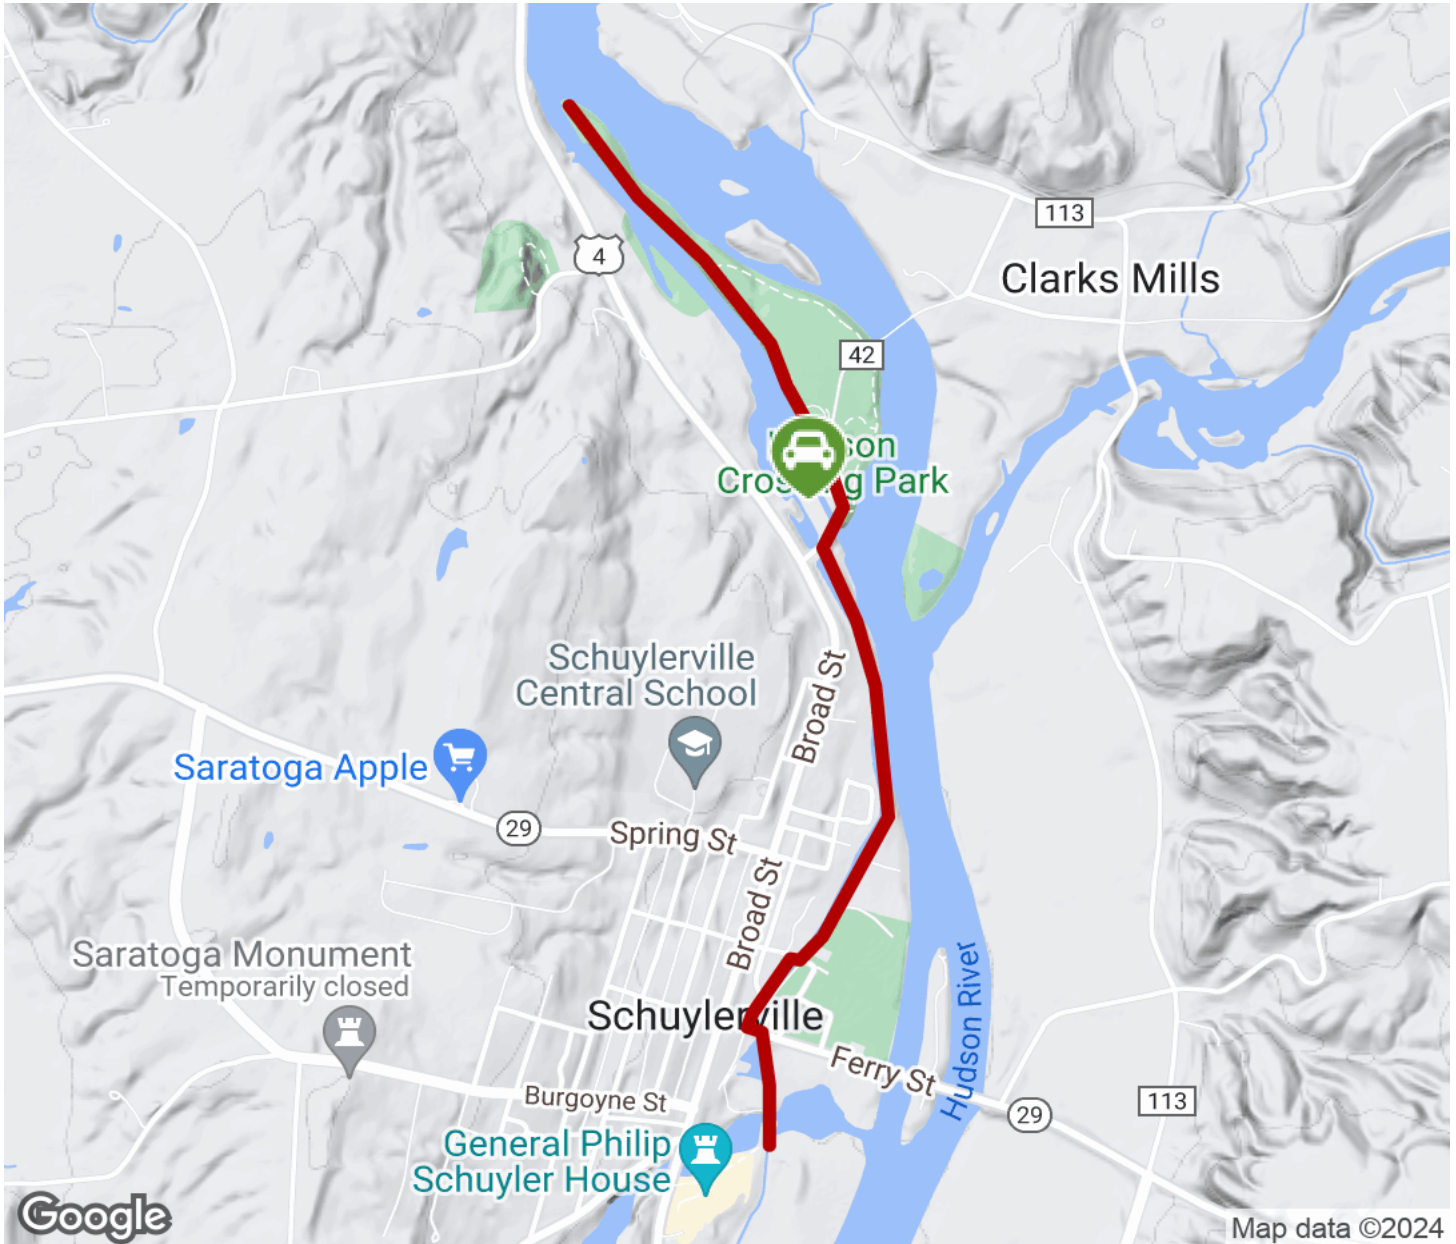 4
113
Clarks Mills
42
Crossing Park
Schuylerville
Central School
Broad St
Saratoga Apple
29
Spring St
Broad St
Saratoga Monument
Temporarily closed
Schuylerville
Hudson River
Ferry St
Burgoyne St
113
29
General Philip
Schuyler House
Google
Map data ©2024